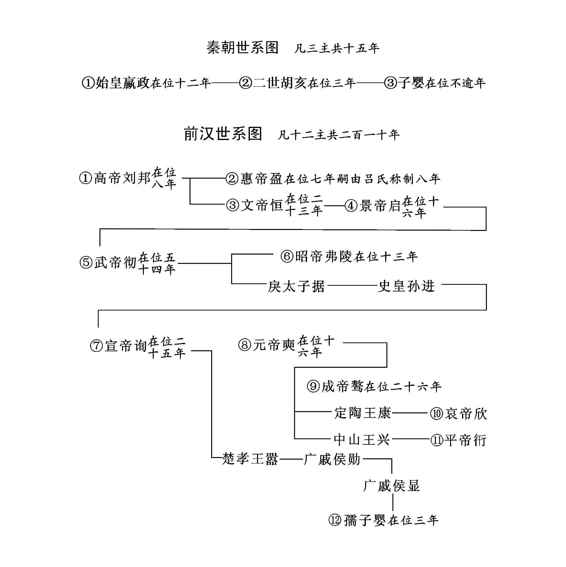 秦朝世系图 凡三主共十五年
①始皇嬴政在位十二年——②二世胡亥在位三年——③子婴在位不逾年
前汉世系图 凡十二主共二百一十年
①高帝刘邦在位八年 ②惠帝盈在位七年嗣由吕氏称制八年
③文帝恒在位二十三年 ④景帝启在位十六年
⑤武帝彻在位五十四年 ⑥昭帝弗陵在位十三年
戾太子据 史皇孙进
⑦宣帝询在位二十五年 ⑧元帝奭在位十六年
⑨成帝骜在位二十六年
定陶王康 ⑩哀帝欣
中山王兴 ⑪平帝衍
楚孝王嚣 广戚侯勋
广戚侯显
⑫孺子婴在位三年